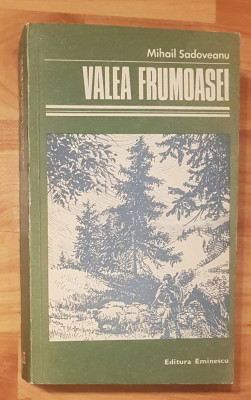 Mihail Sadoveanu
VALEA FRUMOASEI
Editura Eminescu